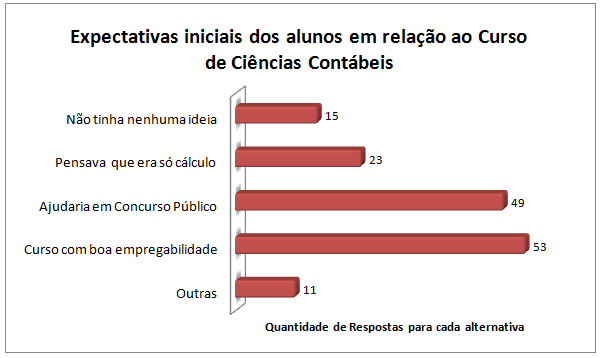 Expectativas iniciais dos alunos em relação ao Curso
de Ciências Contábeis
Não tinha nenhuma ideia 15
Pensava que era só cálculo 23
Ajudaria em Concurso Público 49
Curso com boa empregabilidade 53
Outras 11
Quantidade de Respostas para cada alternativa